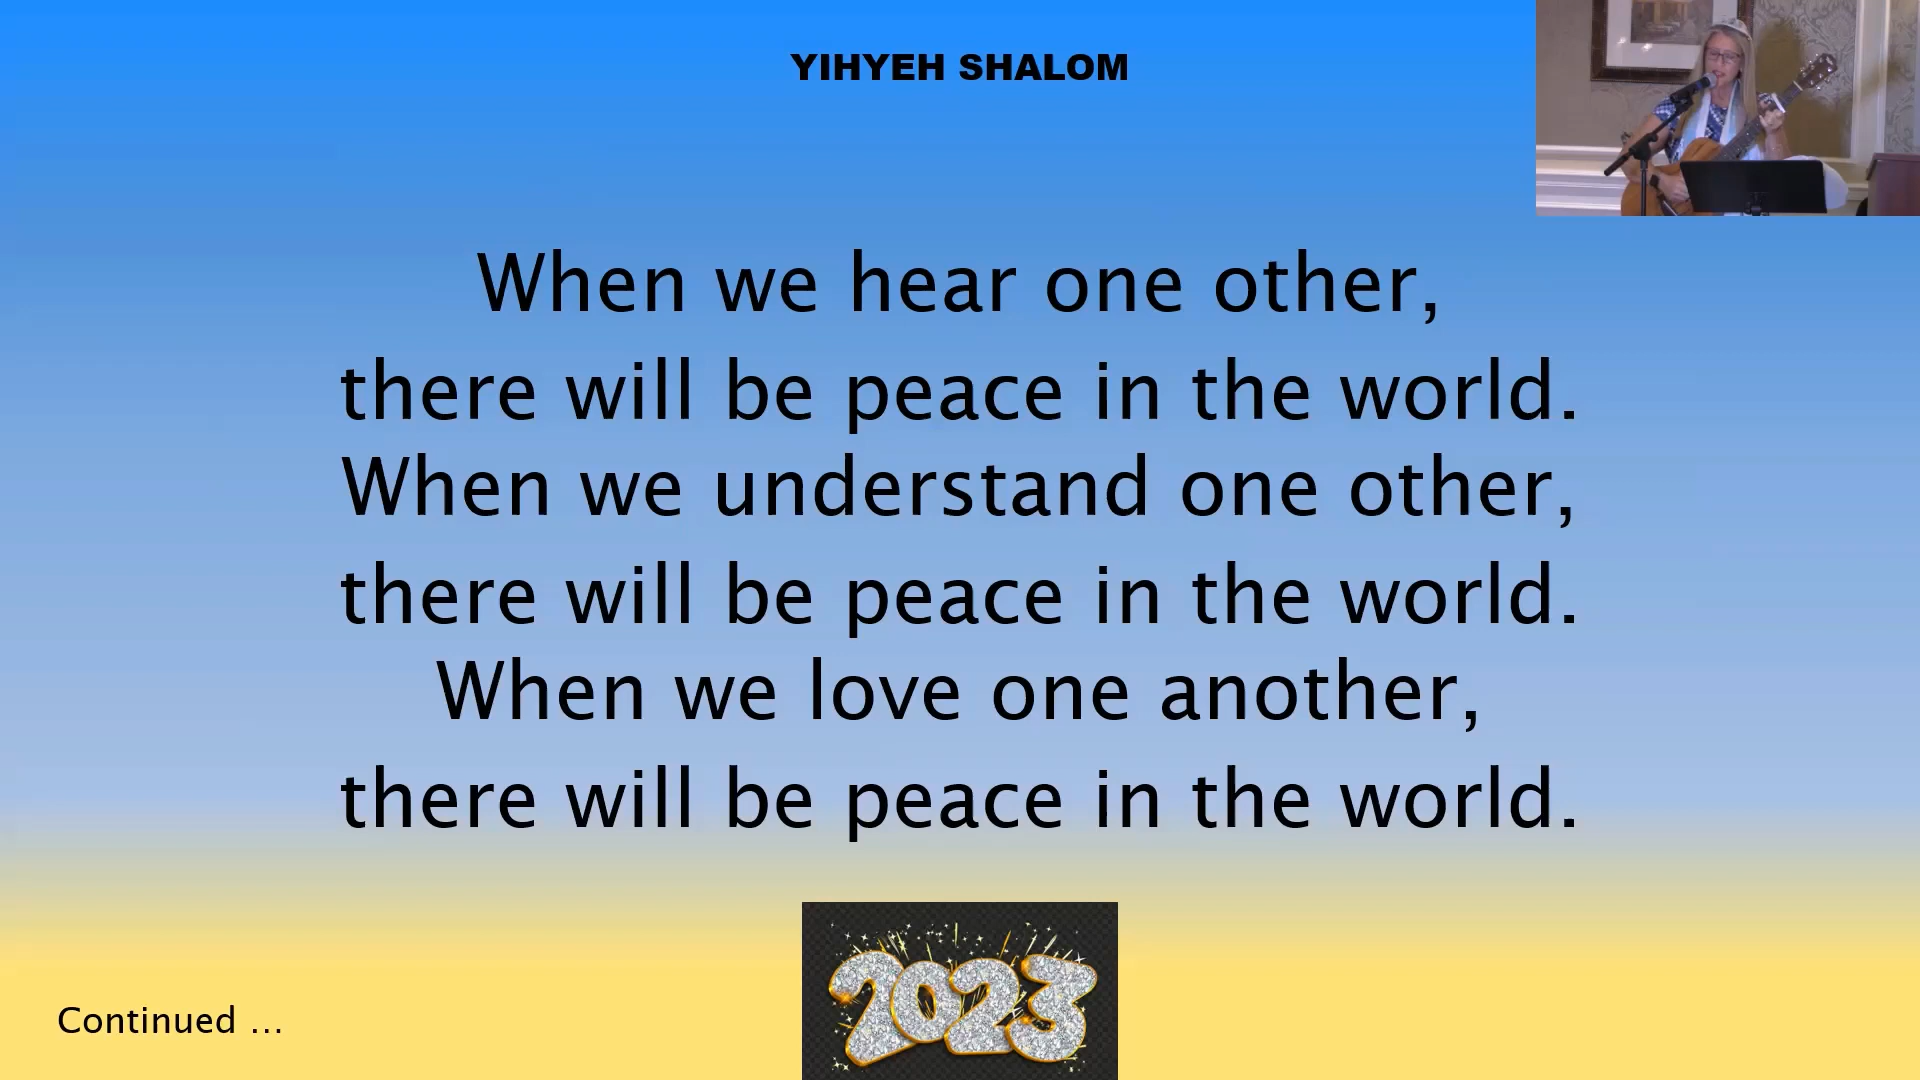 YIHYEH SHALOM
When we hear one other,
there will be peace in the world.
When we understand one other,
there will be peace in the world.
When we love one another,
there will be peace in the world.
2023
Continued ...